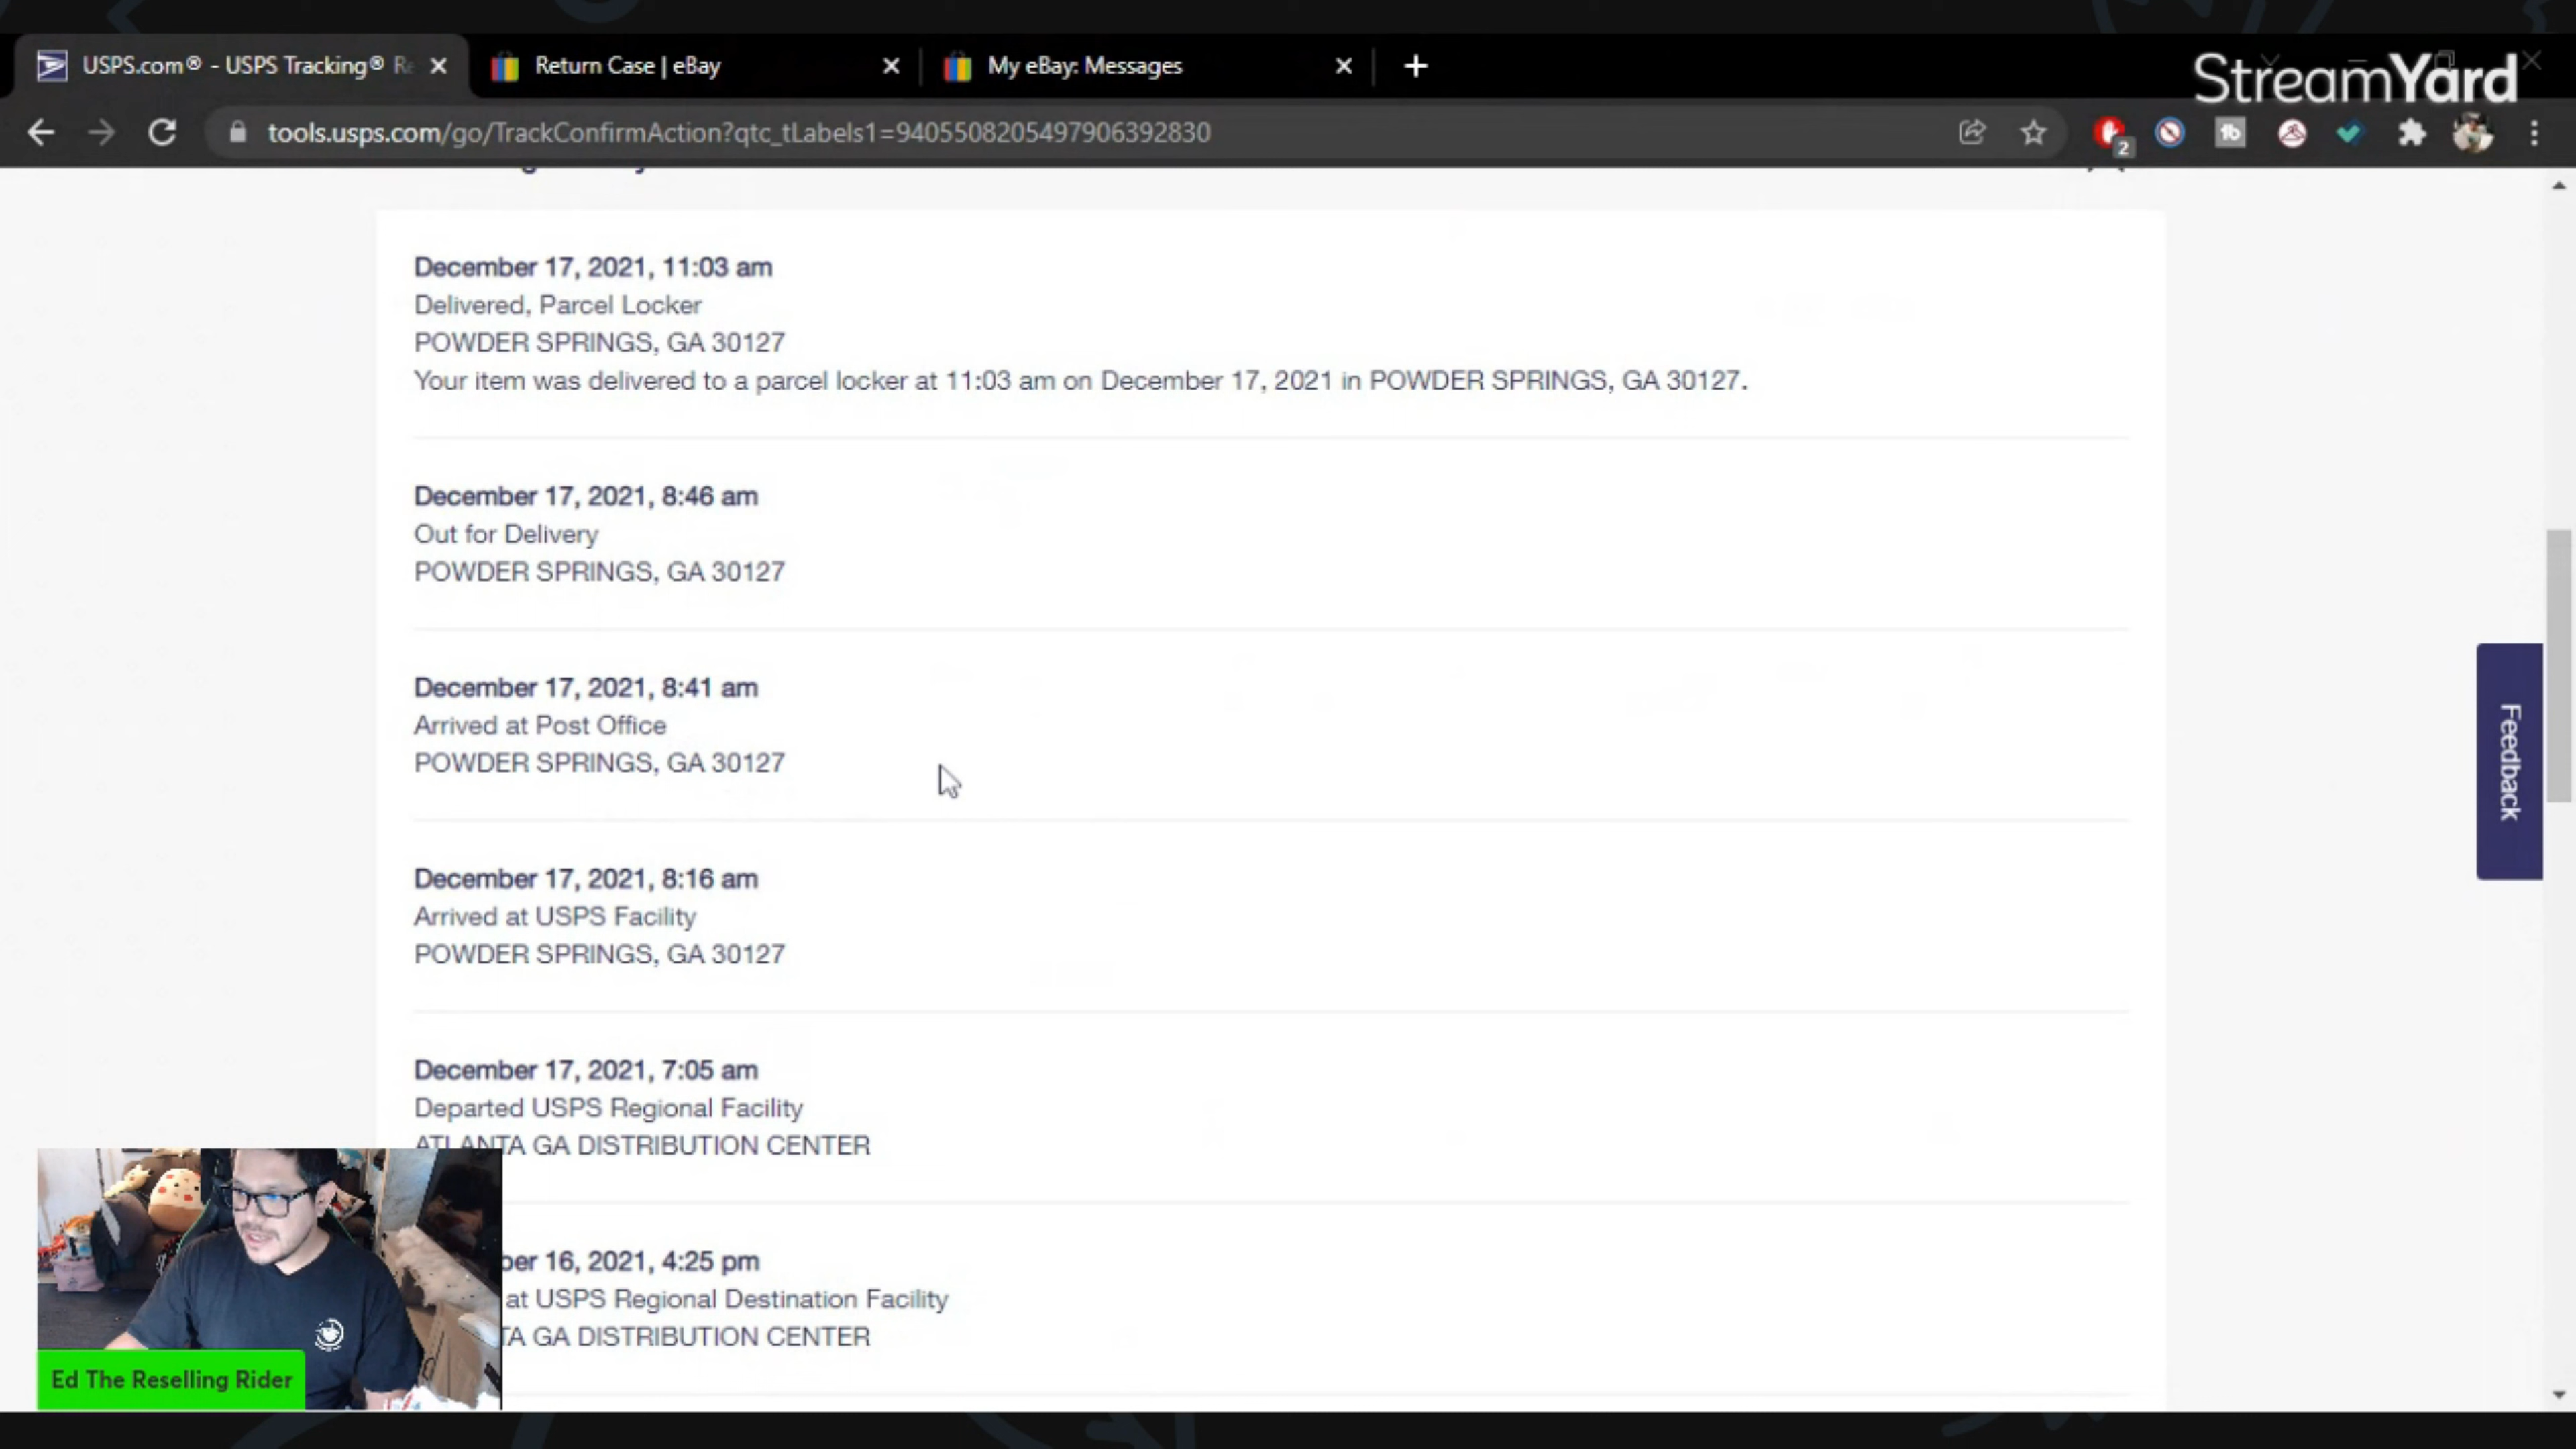 USPS.com® - USPS Tracking® Re
Return Case | eBay
My eBay: Messages
StreamYard
tools.usps.com/go/TrackConfirmAction?qtc_tLabels1=9405508205497906392830
2
December 17, 2021, 11:03 am
Delivered, Parcel Locker
POWDER SPRINGS, GA 30127
Your item was delivered to a parcel locker at 11:03 am on December 17, 2021 in POWDER SPRINGS, GA 30127.
December 17, 2021, 8:46 am
Out for Delivery
POWDER SPRINGS, GA 30127
December 17, 2021, 8:41 am
Arrived at Post Office
POWDER SPRINGS, GA 30127
Feedback
December 17, 2021, 8:16 am
Arrived at USPS Facility
POWDER SPRINGS, GA 30127
December 17, 2021, 7:05 am
Departed USPS Regional Facility
ATLANTA GA DISTRIBUTION CENTER
ber 16, 2021, 4:25 pm
at USPS Regional Destination Facility
TA GA DISTRIBUTION CENTER
Ed The Reselling Rider